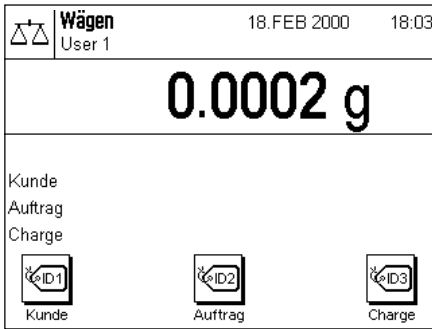 Wägen 18.FEB 2000 18:03
User 1
0.0002 g
Kunde
Auftrag
Charge
ID1 ID2 ID3
Kunde Auftrag Charge